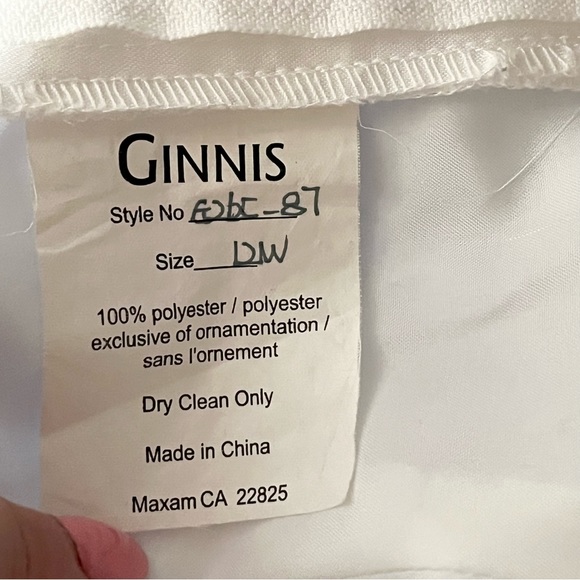 GINNIS
Style No
Size
100% polyester / polyester
exclusive of ornamentation /
sans l'ornement
Dry Clean Only
Made in China
Maxam CA 22825